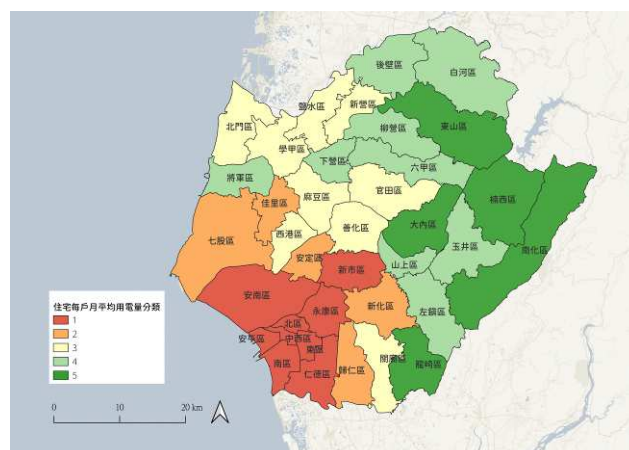 後壁區
白河區
鹽水區
新營區
北門區
東山區
柳營區
學甲區
下營區
六甲區
將軍區
佳里區
麻豆區
官田區
楠西區
七股區
西港區
善化區
大內區
玉井區
南化區
安定區
新市區
山上區
安南區
永康區
新化區
左鎮區
北區
安平區
中西區
東區
南區
仁德區
歸仁區
關廟區
龍崎區
住宅每戶月平均用電量分類
1
2
3
4
5
0 10 20 km